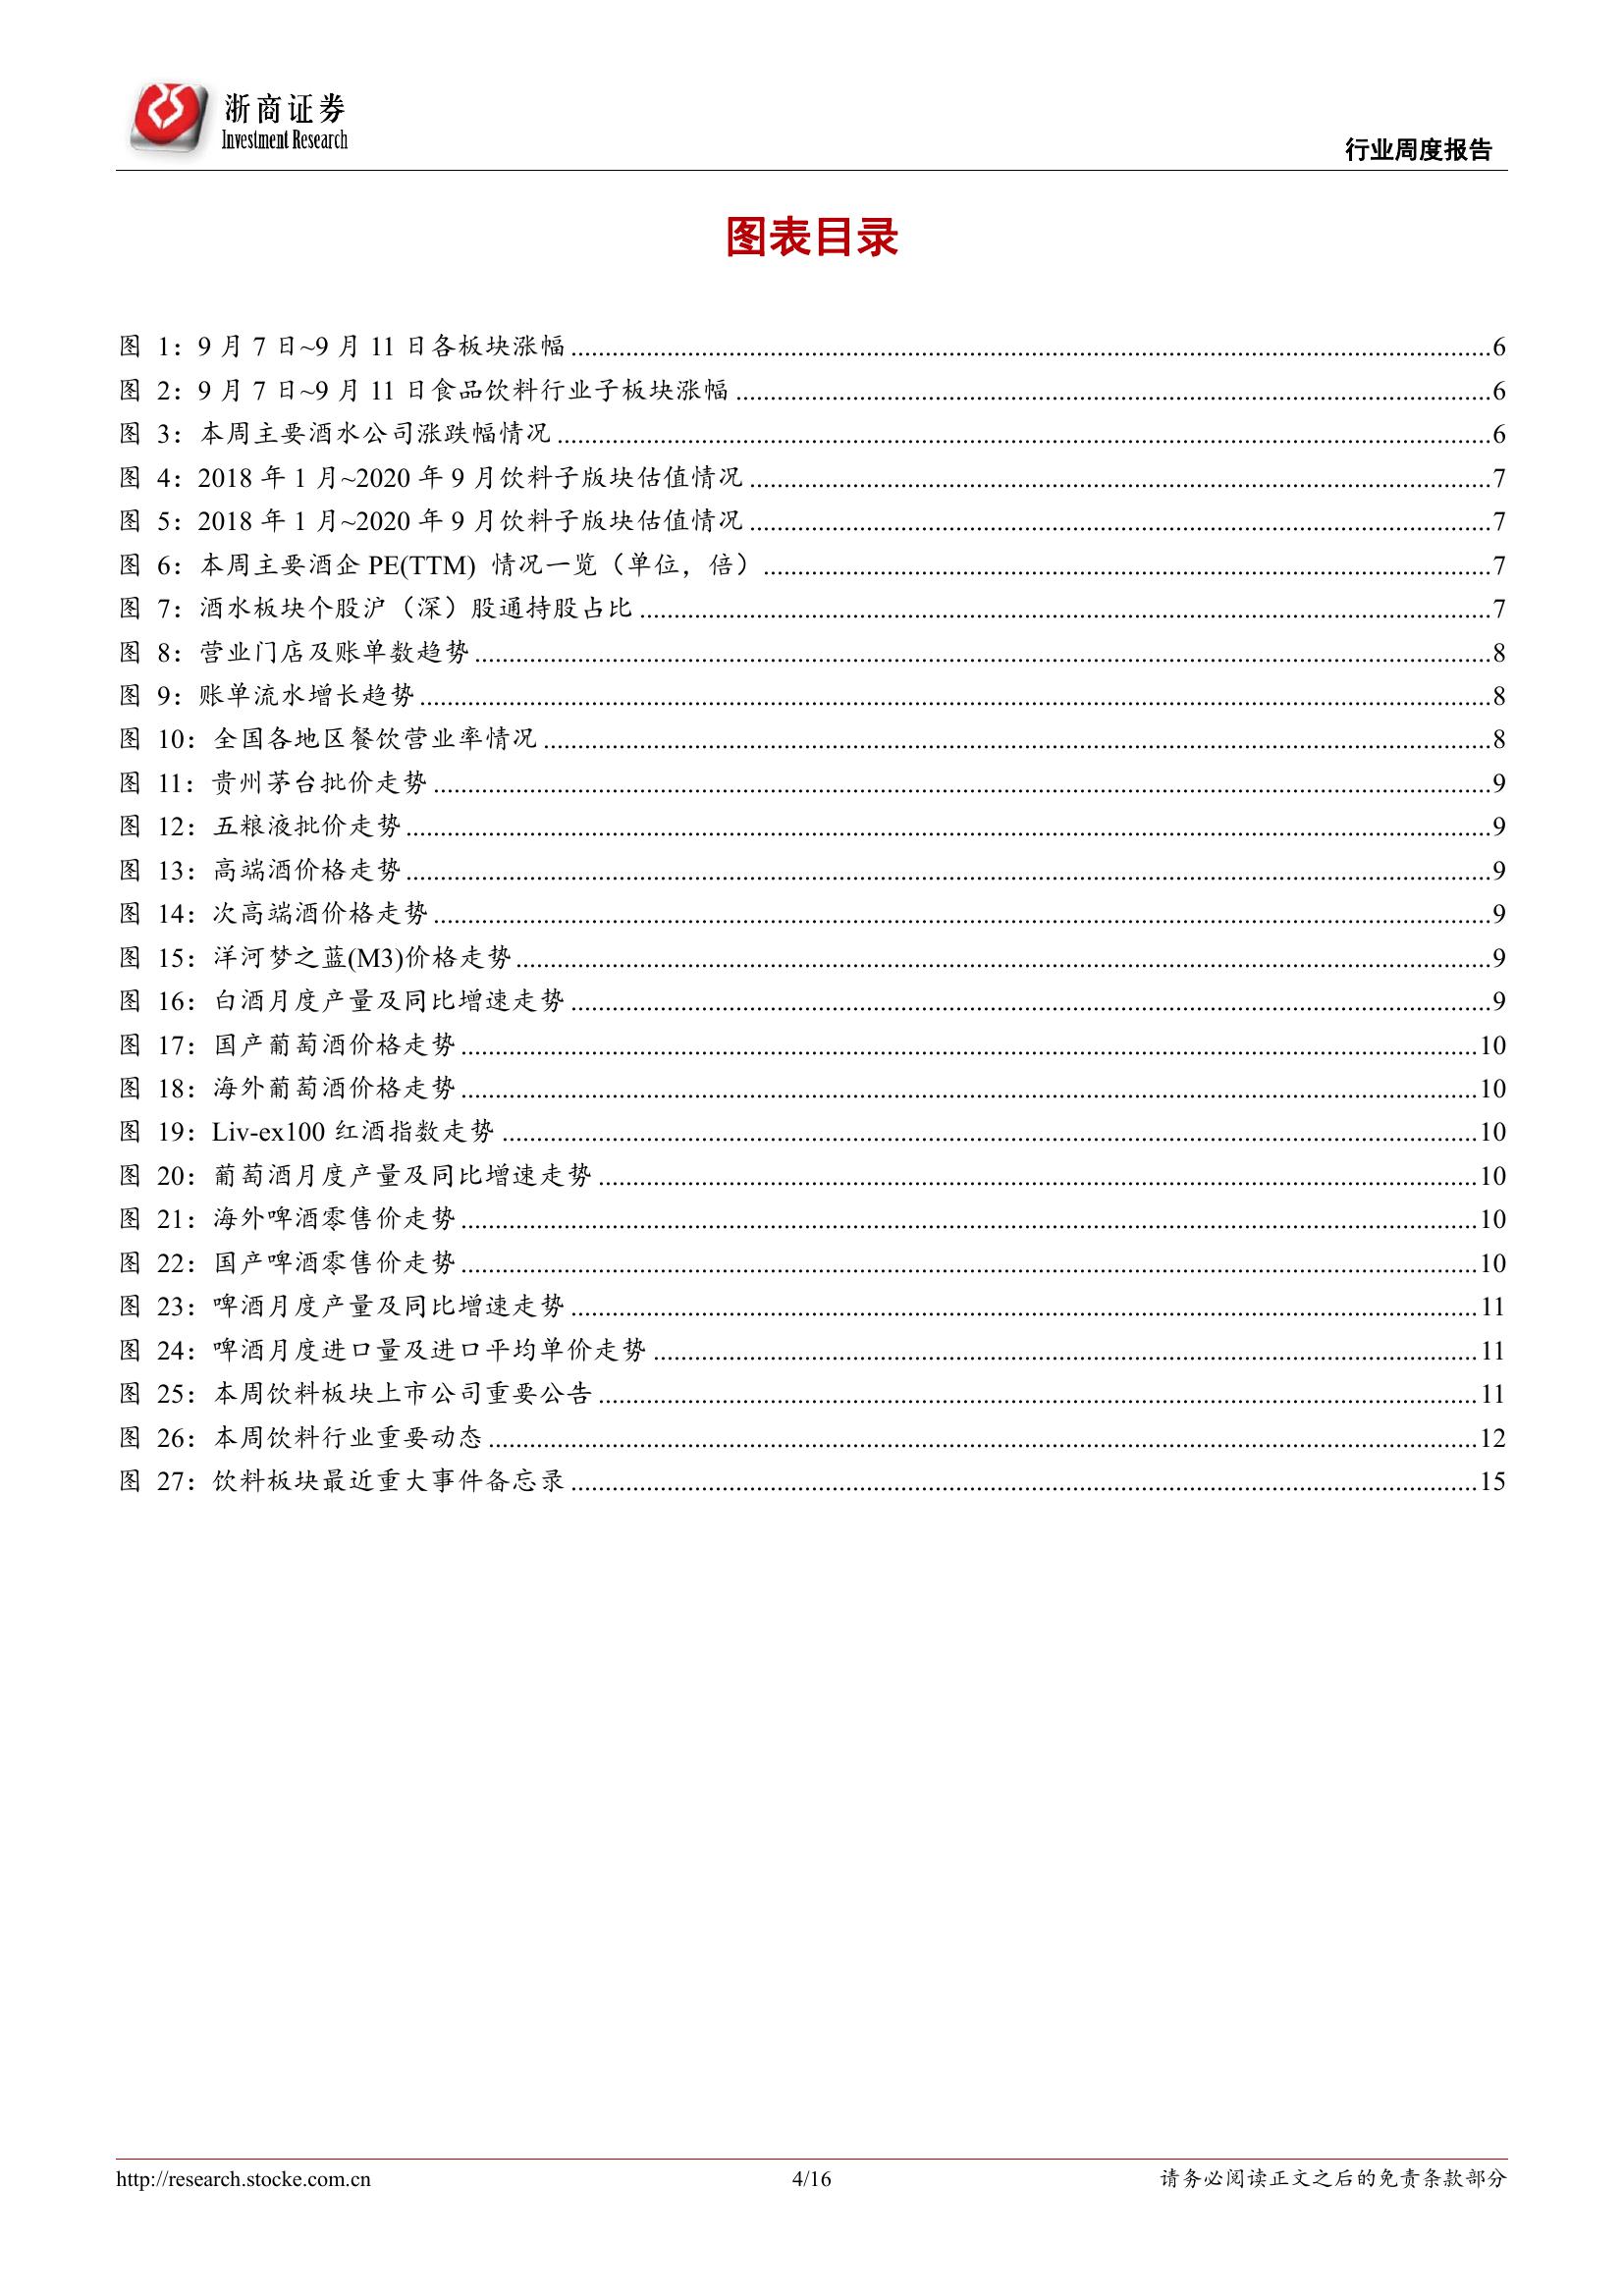 浙商证券
Investment Research
行业周度报告
图表目录
图 1：9 月 7 日~9 月 11 日各板块涨幅........6
图 2：9 月 7 日~9 月 11 日食品饮料行业子板块涨幅........6
图 3：本周主要酒水公司涨跌幅情况........6
图 4：2018 年 1 月~2020 年 9 月饮料子版块估值情况........7
图 5：2018 年 1 月~2020 年 9 月饮料子版块估值情况........7
图 6：本周主要酒企 PE(TTM) 情况一览（单位，倍）........7
图 7：酒水板块个股沪（深）股通持股占比........7
图 8：营业门店及账单数趋势........8
图 9：账单流水增长趋势........8
图 10：全国各地区餐饮营业率情况........8
图 11：贵州茅台批价走势........9
图 12：五粮液批价走势........9
图 13：高端酒价格走势........9
图 14：次高端酒价格走势........9
图 15：洋河梦之蓝(M3)价格走势........9
图 16：白酒月度产量及同比增速走势........9
图 17：国产葡萄酒价格走势........10
图 18：海外葡萄酒价格走势........10
图 19：Liv-ex100 红酒指数走势........10
图 20：葡萄酒月度产量及同比增速走势........10
图 21：海外啤酒零售价走势........10
图 22：国产啤酒零售价走势........10
图 23：啤酒月度产量及同比增速走势........11
图 24：啤酒月度进口量及进口平均单价走势........11
图 25：本周饮料板块上市公司重要公告........11
图 26：本周饮料行业重要动态........12
图 27：饮料板块最近重大事件备忘录........15
http://research.stocke.com.cn 4/16 请务必阅读正文之后的免责条款部分